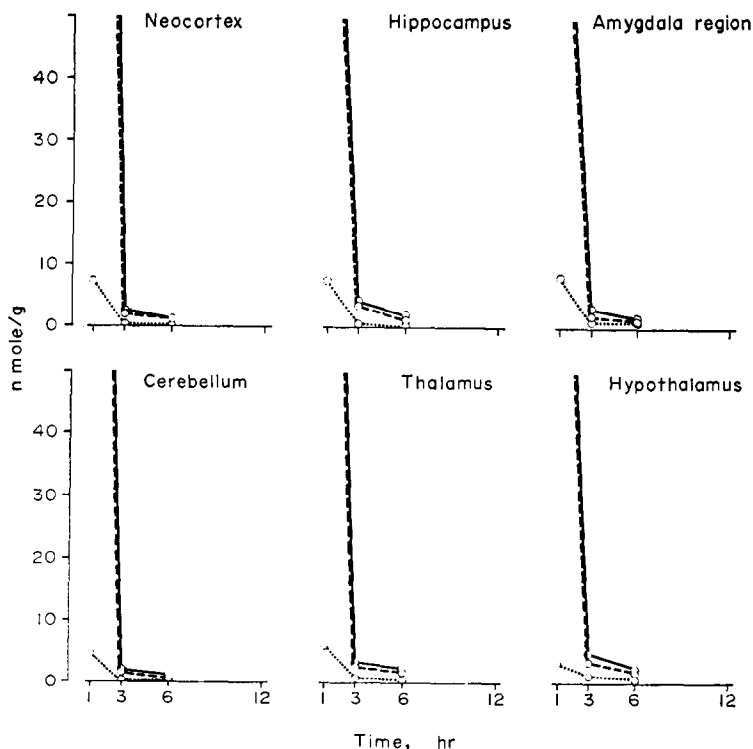 Neocortex
Hippocampus
Amygdala region
40
30
20
10
0
n mole/g
Cerebellum
Thalamus
Hypothalamus
40
30
20
10
0
1 3 6 12
1 3 6 12
1 3 6 12
Time, hr